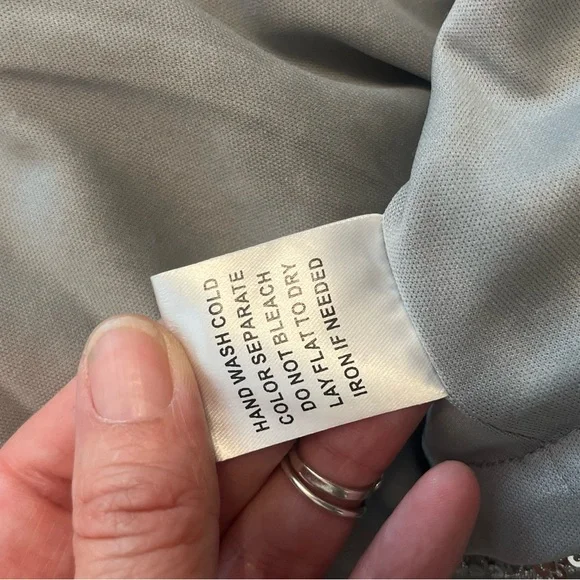 HAND WASH COLD
COLOR SEPARATE
DO NOT BLEACH
LAY FLAT TO DRY
IRON IF NEEDED